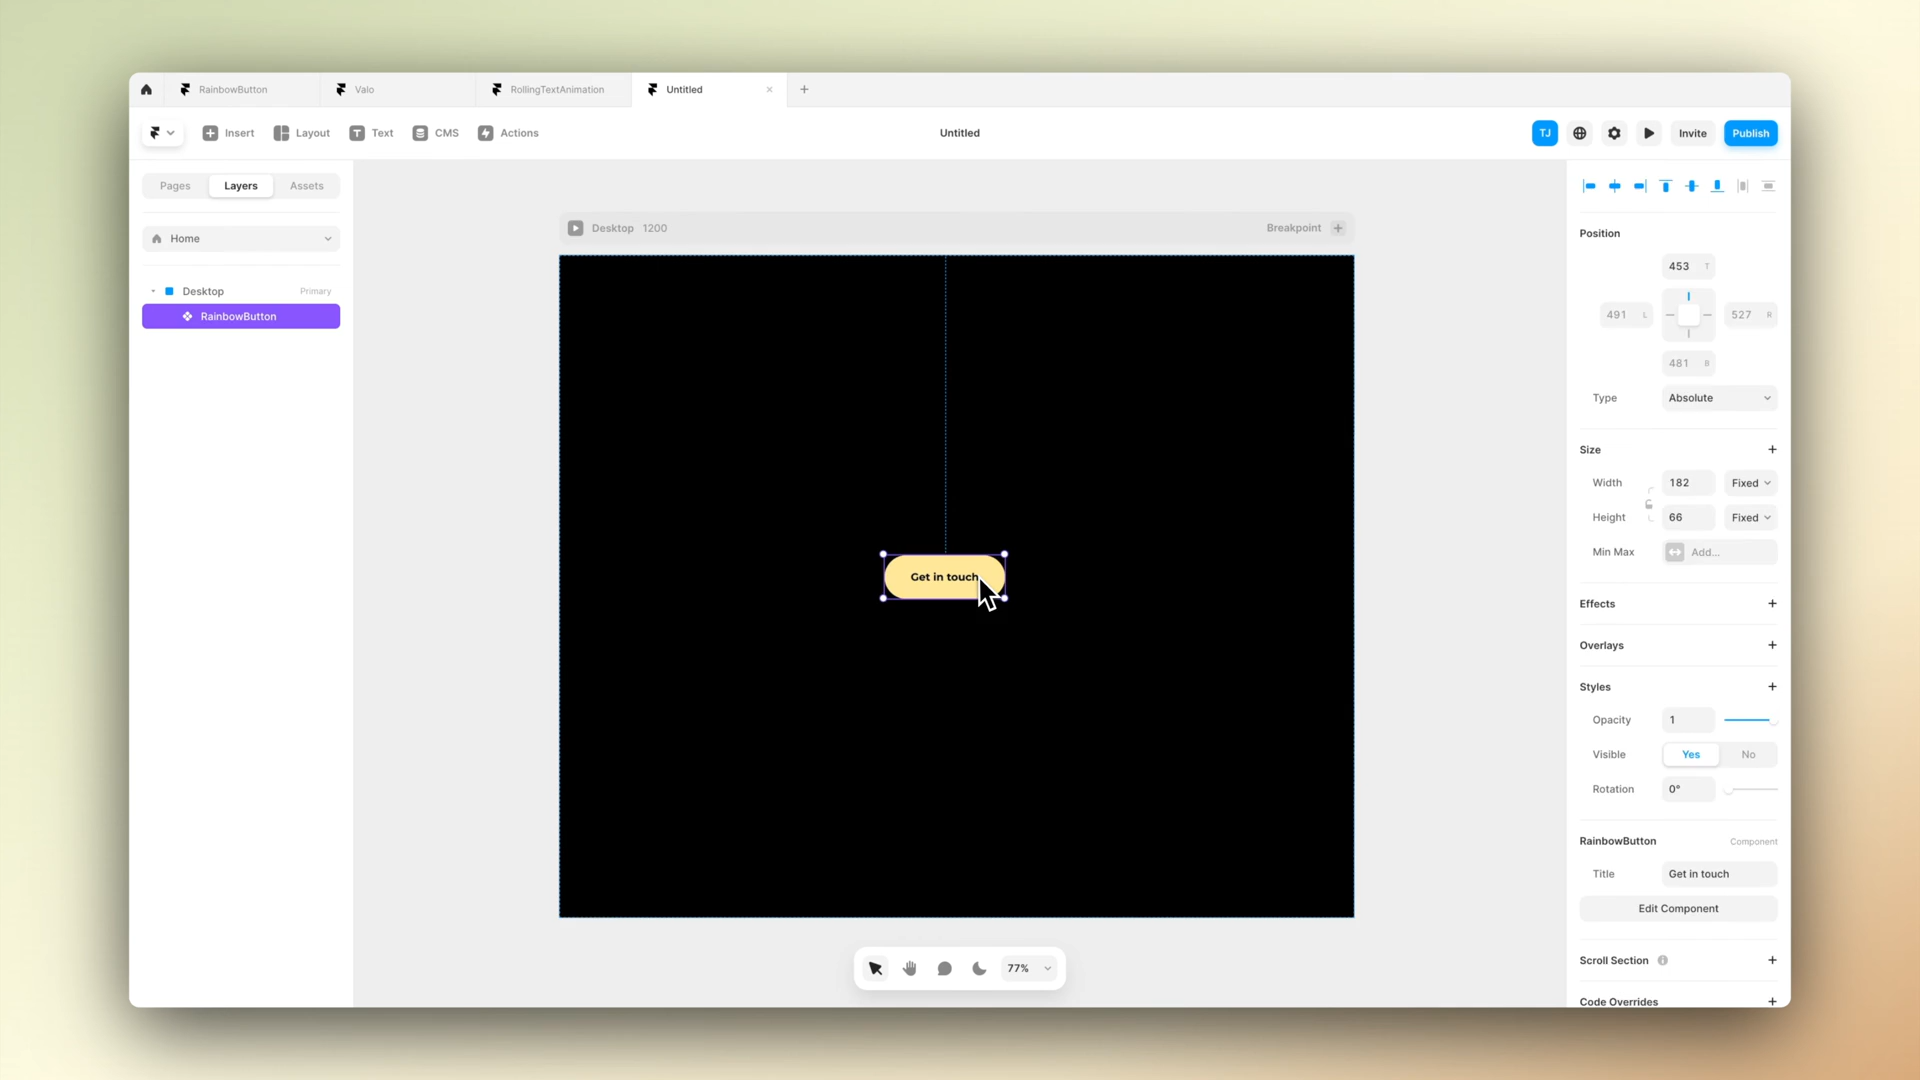 RainbowButton
Valo
RollingTextAnimation
Untitled
Insert
Layout
Text
CMS
Actions
Untitled
TJ
Invite
Publish
Pages
Layers
Assets
Home
Desktop
Primary
RainbowButton
Desktop 1200
Breakpoint
Get in touch
77%
Position
453 T
491 L
527 R
481 B
Type
Absolute
Size
Width
182
Fixed
Height
66
Fixed
Min Max
Add...
Effects
Overlays
Styles
Opacity
1
Visible
Yes
No
Rotation
0°
RainbowButton
Component
Title
Get in touch
Edit Component
Scroll Section
Code Overrides